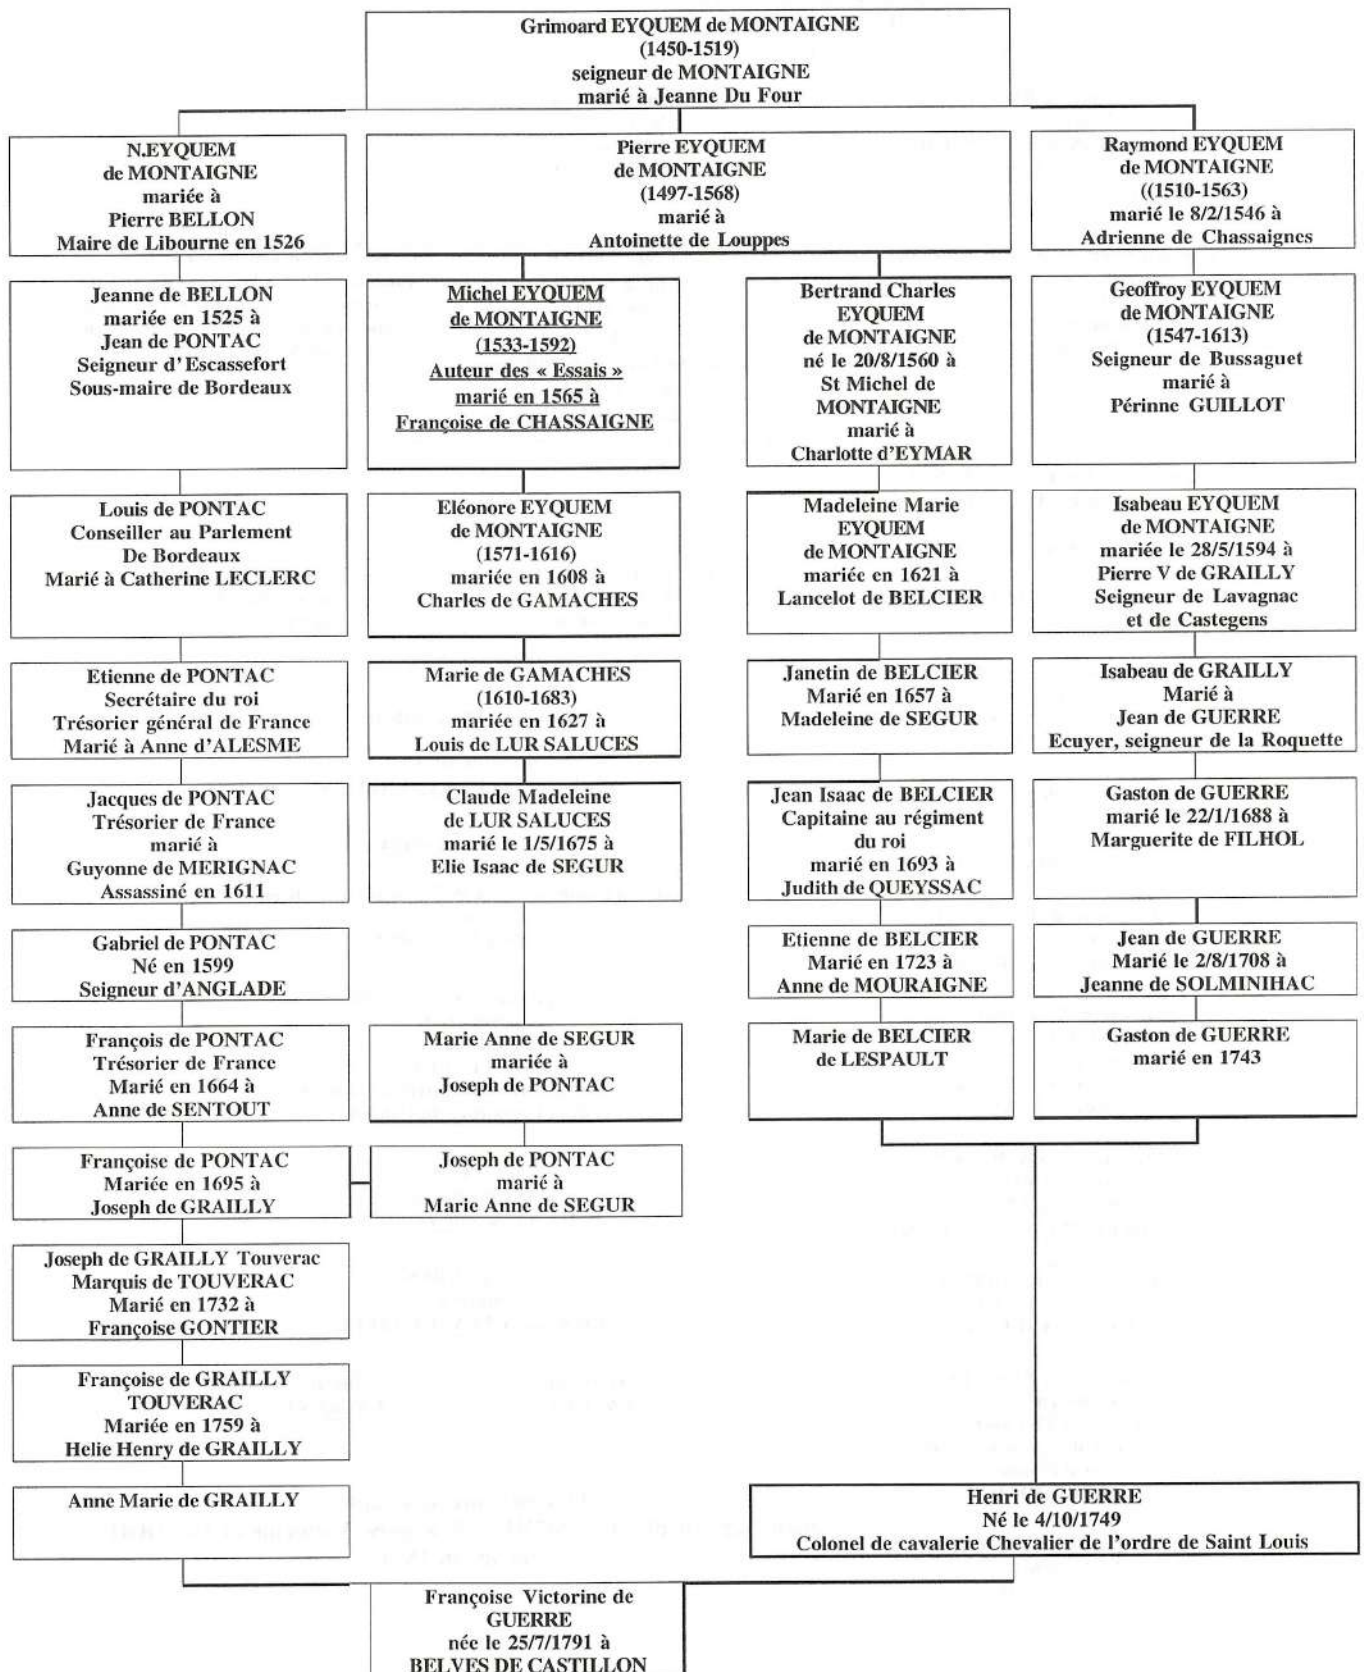 Grimoard EYQUEM de MONTAIGNE
(1450-1519)
seigneur de MONTAIGNE
marié à Jeanne Du Four
N.EYQUEM
de MONTAIGNE
mariée à
Pierre BELLON
Maire de Libourne en 1526
Pierre EYQUEM
de MONTAIGNE
(1497-1568)
marié à
Antoinette de Louppes
Raymond EYQUEM
de MONTAIGNE
((1510-1563)
marié le 8/2/1546 à
Adrienne de Chassaignes
Jeanne de BELLON
mariée en 1525 à
Jean de PONTAC
Seigneur d'Escassefort
Sous-maire de Bordeaux
Michel EYQUEM
de MONTAIGNE
(1533-1592)
Auteur des « Essais »
marié en 1565 à
Françoise de CHASSAIGNE
Bertrand Charles
EYQUEM
de MONTAIGNE
né le 20/8/1560 à
St Michel de
MONTAIGNE
marié à
Charlotte d'EYMAR
Geoffroy EYQUEM
de MONTAIGNE
(1547-1613)
Seigneur de Bussaguet
marié à
Périnne GUILLOT
Louis de PONTAC
Conseiller au Parlement
De Bordeaux
Marié à Catherine LECLERC
Eléonore EYQUEM
de MONTAIGNE
(1571-1616)
mariée en 1608 à
Charles de GAMACHES
Madeleine Marie
EYQUEM
de MONTAIGNE
mariée en 1621 à
Lancelot de BELCIER
Isabeau EYQUEM
de MONTAIGNE
mariée le 28/5/1594 à
Pierre V de GRAILLY
Seigneur de Lavagnac
et de Castegens
Etienne de PONTAC
Secrétaire du roi
Trésorier général de France
Marié à Anne d'ALESME
Marie de GAMACHES
(1610-1683)
mariée en 1627 à
Louis de LUR SALUCES
Janetin de BELCIER
Marié en 1657 à
Madeleine de SEGUR
Isabeau de GRAILLY
Marié à
Jean de GUERRE
Ecuyer, seigneur de la Roquette
Jacques de PONTAC
Trésorier de France
marié à
Guyonne de MERIGNAC
Assassiné en 1611
Claude Madeleine
de LUR SALUCES
marié le 1/5/1675 à
Elie Isaac de SEGUR
Jean Isaac de BELCIER
Capitaine au régiment
du roi
marié en 1693 à
Judith de QUEYSSAC
Gaston de GUERRE
marié le 22/1/1688 à
Marguerite de FILHOL
Gabriel de PONTAC
Né en 1599
Seigneur d'ANGLADE
Etienne de BELCIER
Marié en 1723 à
Anne de MOURAIGNE
Jean de GUERRE
Marié le 2/8/1708 à
Jeanne de SOLMINIHAC
François de PONTAC
Trésorier de France
Marié en 1664 à
Anne de SENTOUT
Marie Anne de SEGUR
mariée à
Joseph de PONTAC
Marie de BELCIER
de LESPAULT
Gaston de GUERRE
marié en 1743
Françoise de PONTAC
Mariée en 1695 à
Joseph de GRAILLY
Joseph de PONTAC
marié à
Marie Anne de SEGUR
Joseph de GRAILLY Touverac
Marquis de TOUVERAC
Marié en 1732 à
Françoise GONTIER
Françoise de GRAILLY
TOUVERAC
Mariée en 1759 à
Helie Henry de GRAILLY
Anne Marie de GRAILLY
Henri de GUERRE
Né le 4/10/1749
Colonel de cavalerie Chevalier de l'ordre de Saint Louis
Françoise Victorine de
GUERRE
née le 25/7/1791 à
BELVES DE CASTILLON